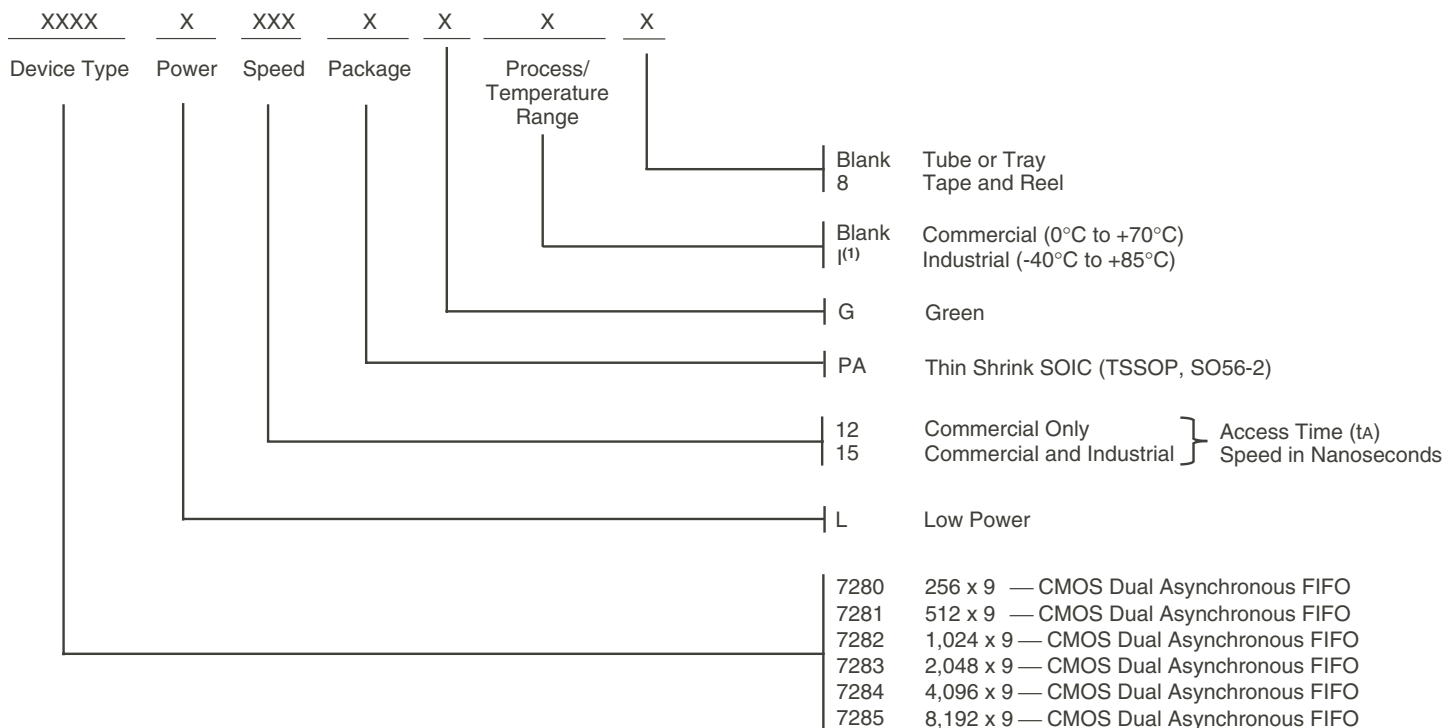 XXXX X XXX X X X X
Device Type Power Speed Package Process/
Temperature
Range
Blank Tube or Tray
8 Tape and Reel
Blank Commercial (0°C to +70°C)
I(1) Industrial (-40°C to +85°C)
G Green
PA Thin Shrink SOIC (TSSOP, SO56-2)
12 Commercial Only
15 Commercial and Industrial
Access Time (tA)
Speed in Nanoseconds
L Low Power
7280 256 x 9 — CMOS Dual Asynchronous FIFO
7281 512 x 9 — CMOS Dual Asynchronous FIFO
7282 1,024 x 9 — CMOS Dual Asynchronous FIFO
7283 2,048 x 9 — CMOS Dual Asynchronous FIFO
7284 4,096 x 9 — CMOS Dual Asynchronous FIFO
7285 8,192 x 9 — CMOS Dual Asynchronous FIFO